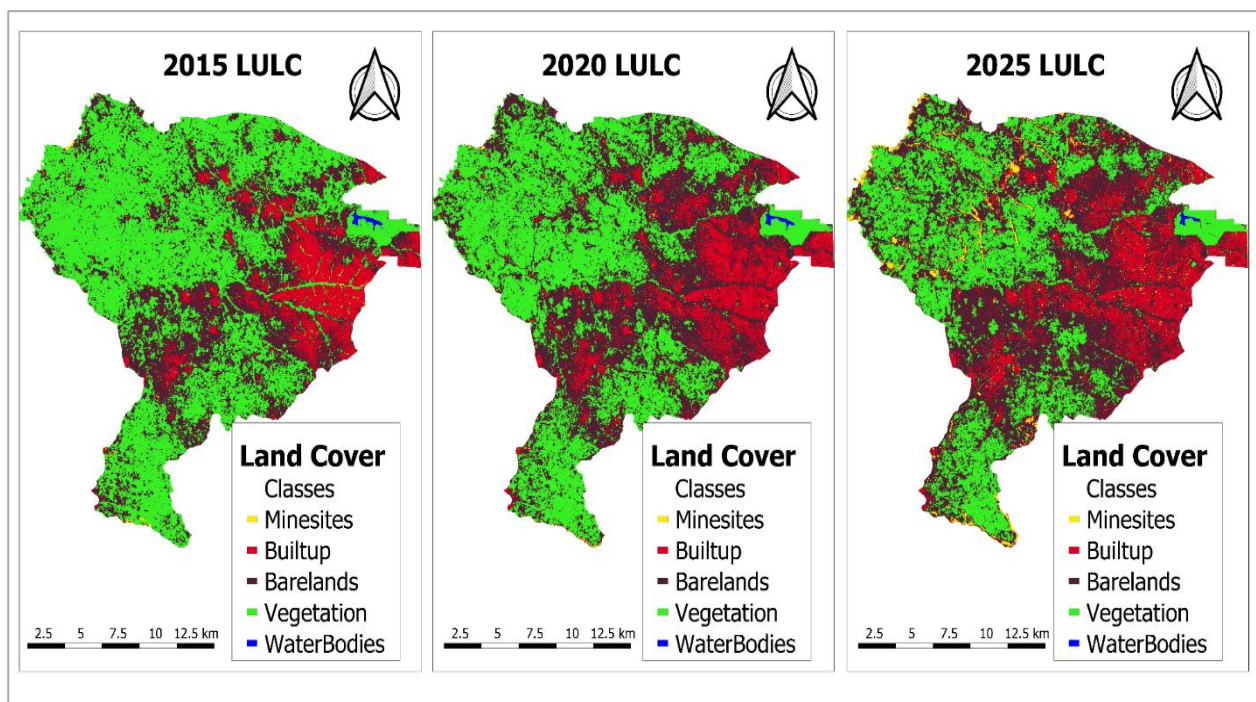 2015 LULC
Land Cover
Classes
Minesites
Builtup
Barelands
Vegetation
WaterBodies
2.5 5 7.5 10 12.5 km
2020 LULC
Land Cover
Classes
Minesites
Builtup
Barelands
Vegetation
WaterBodies
2.5 5 7.5 10 12.5 km
2025 LULC
Land Cover
Classes
Minesites
Builtup
Barelands
Vegetation
WaterBodies
2.5 5 7.5 10 12.5 km